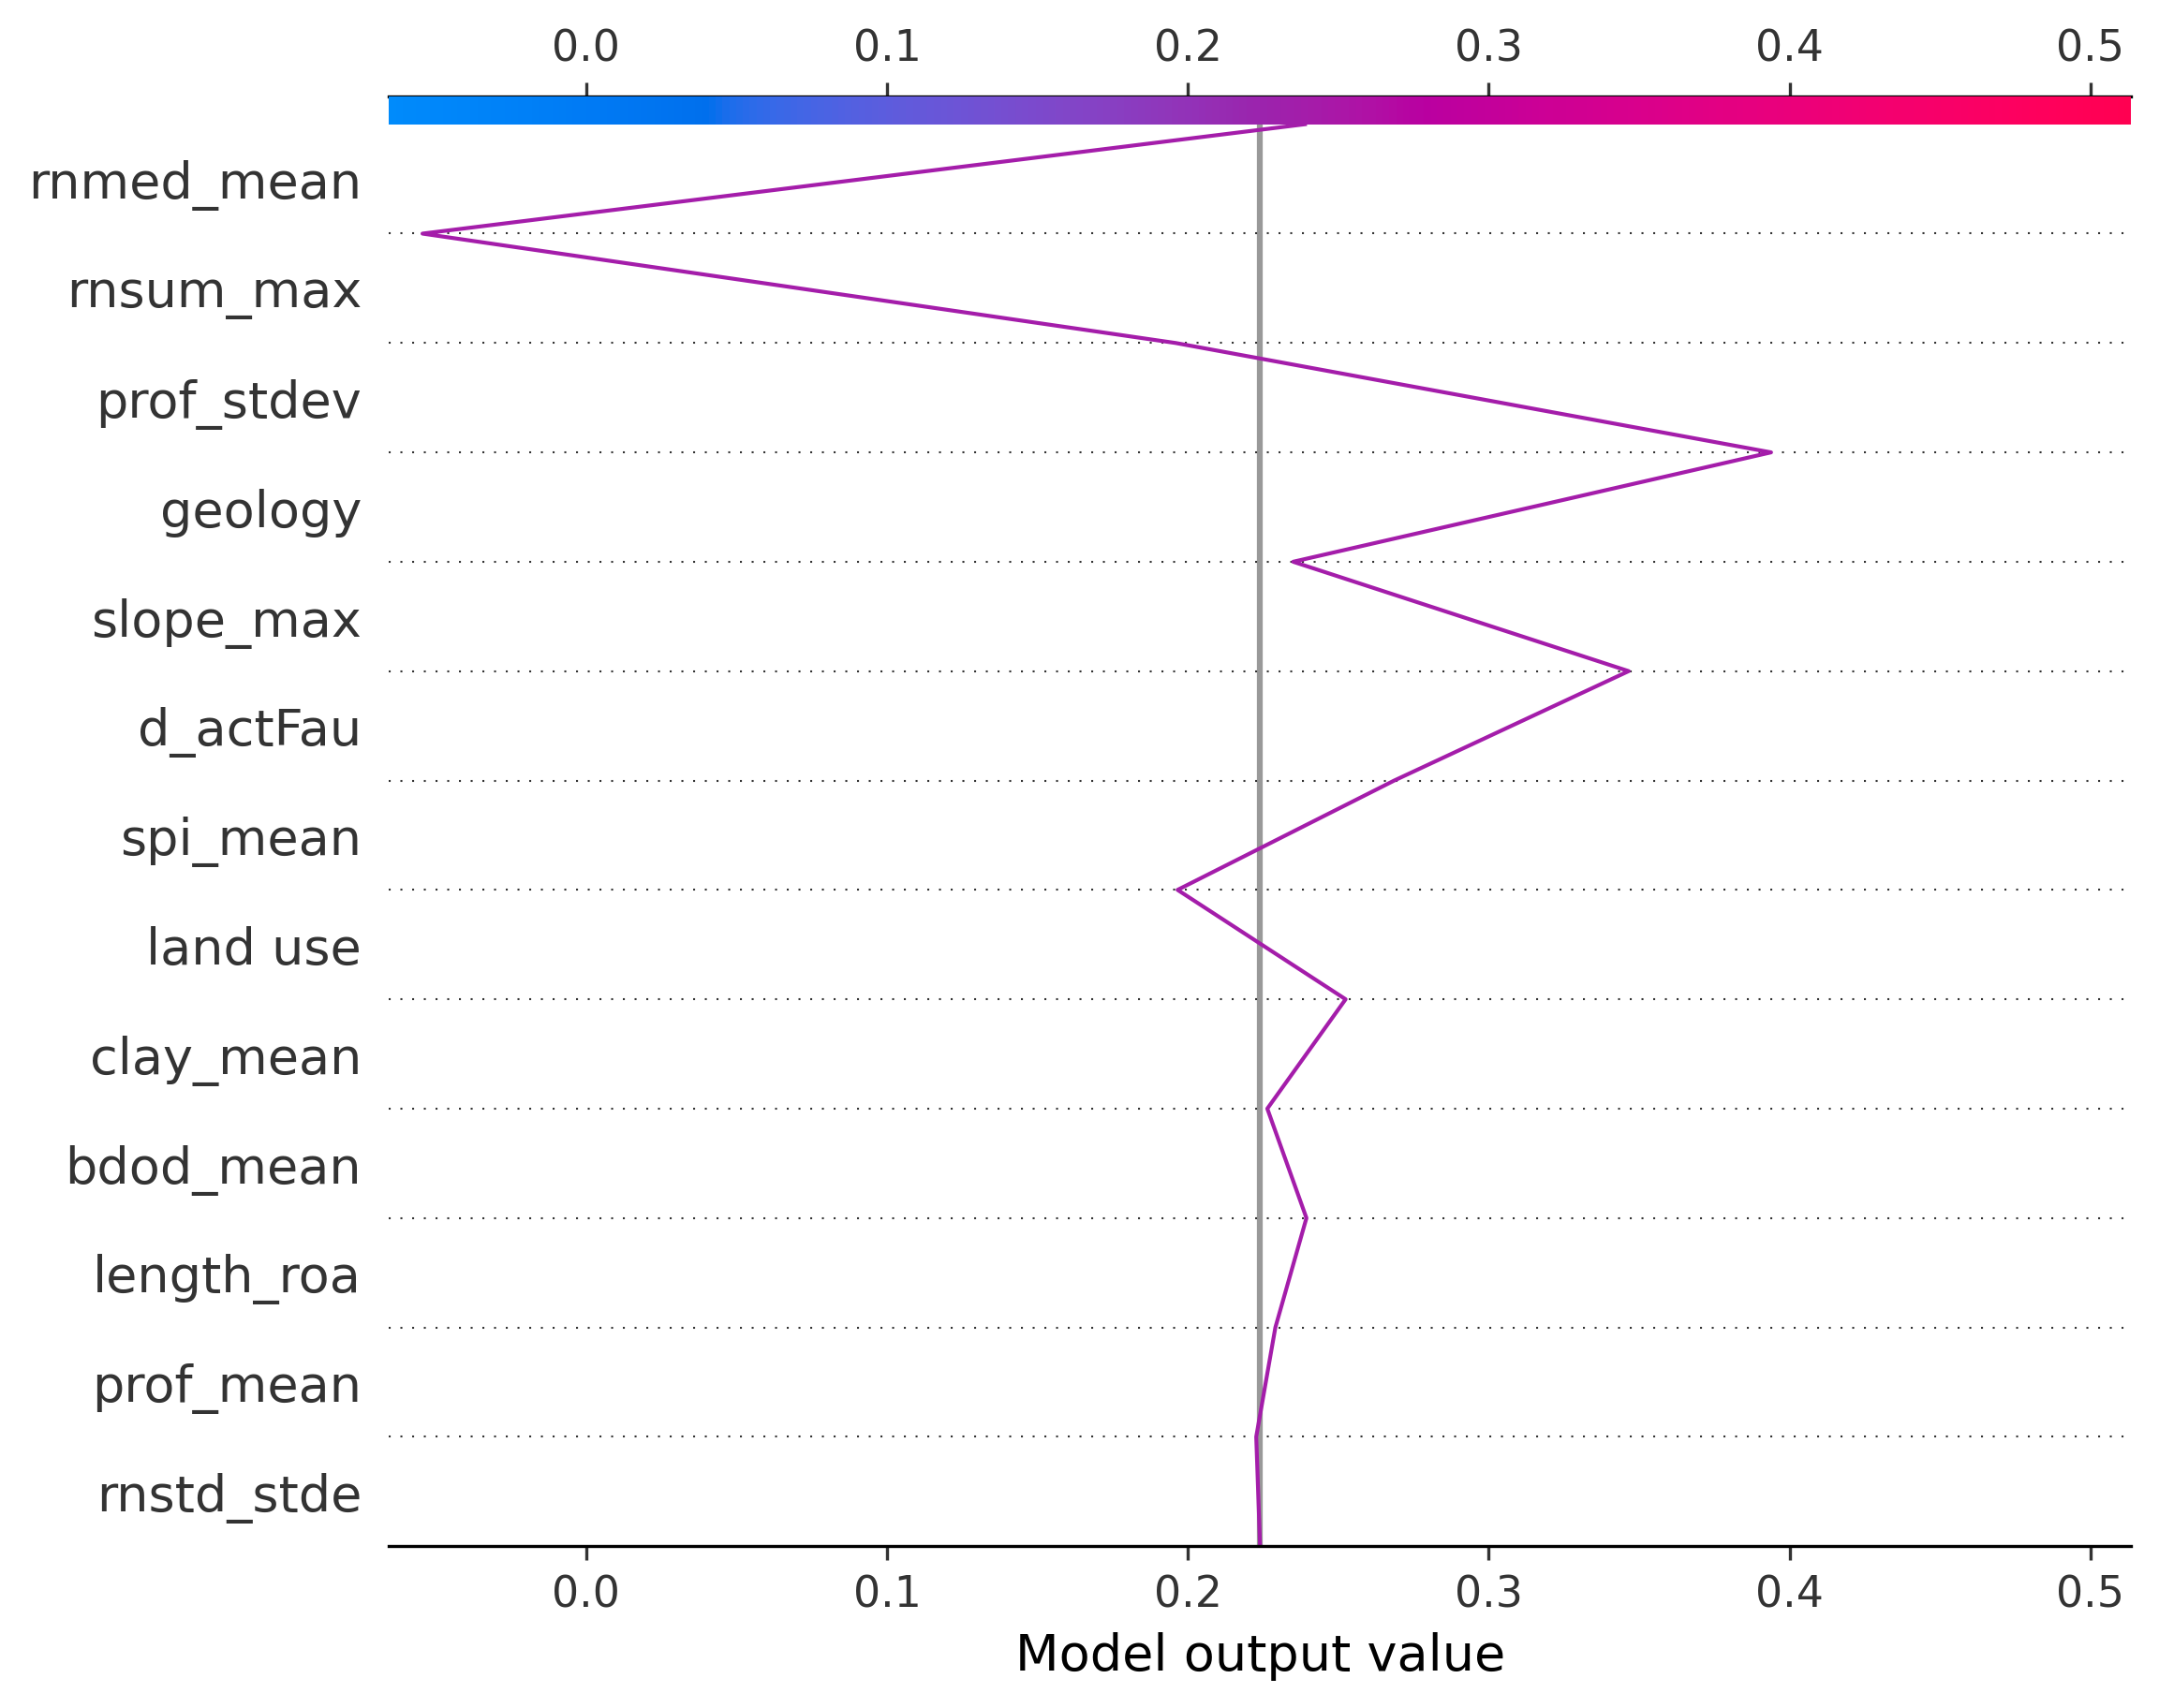 0.0 0.1 0.2 0.3 0.4 0.5
rnmed_mean
rnsum_max
prof_stdev
geology
slope_max
d_actFau
spi_mean
land use
clay_mean
bdod_mean
length_roa
prof_mean
rnstd_stde
0.0 0.1 0.2 0.3 0.4 0.5
Model output value